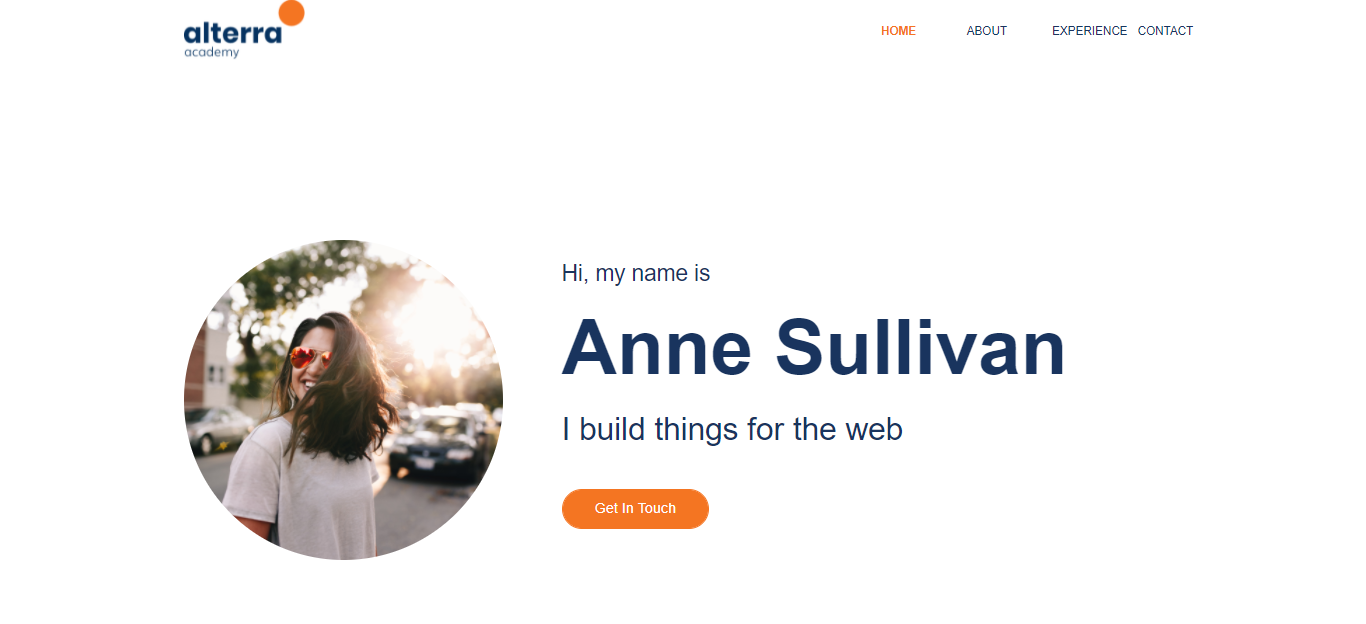 alterra
academy
HOME ABOUT EXPERIENCE CONTACT
Hi, my name is
Anne Sullivan
I build things for the web
Get In Touch